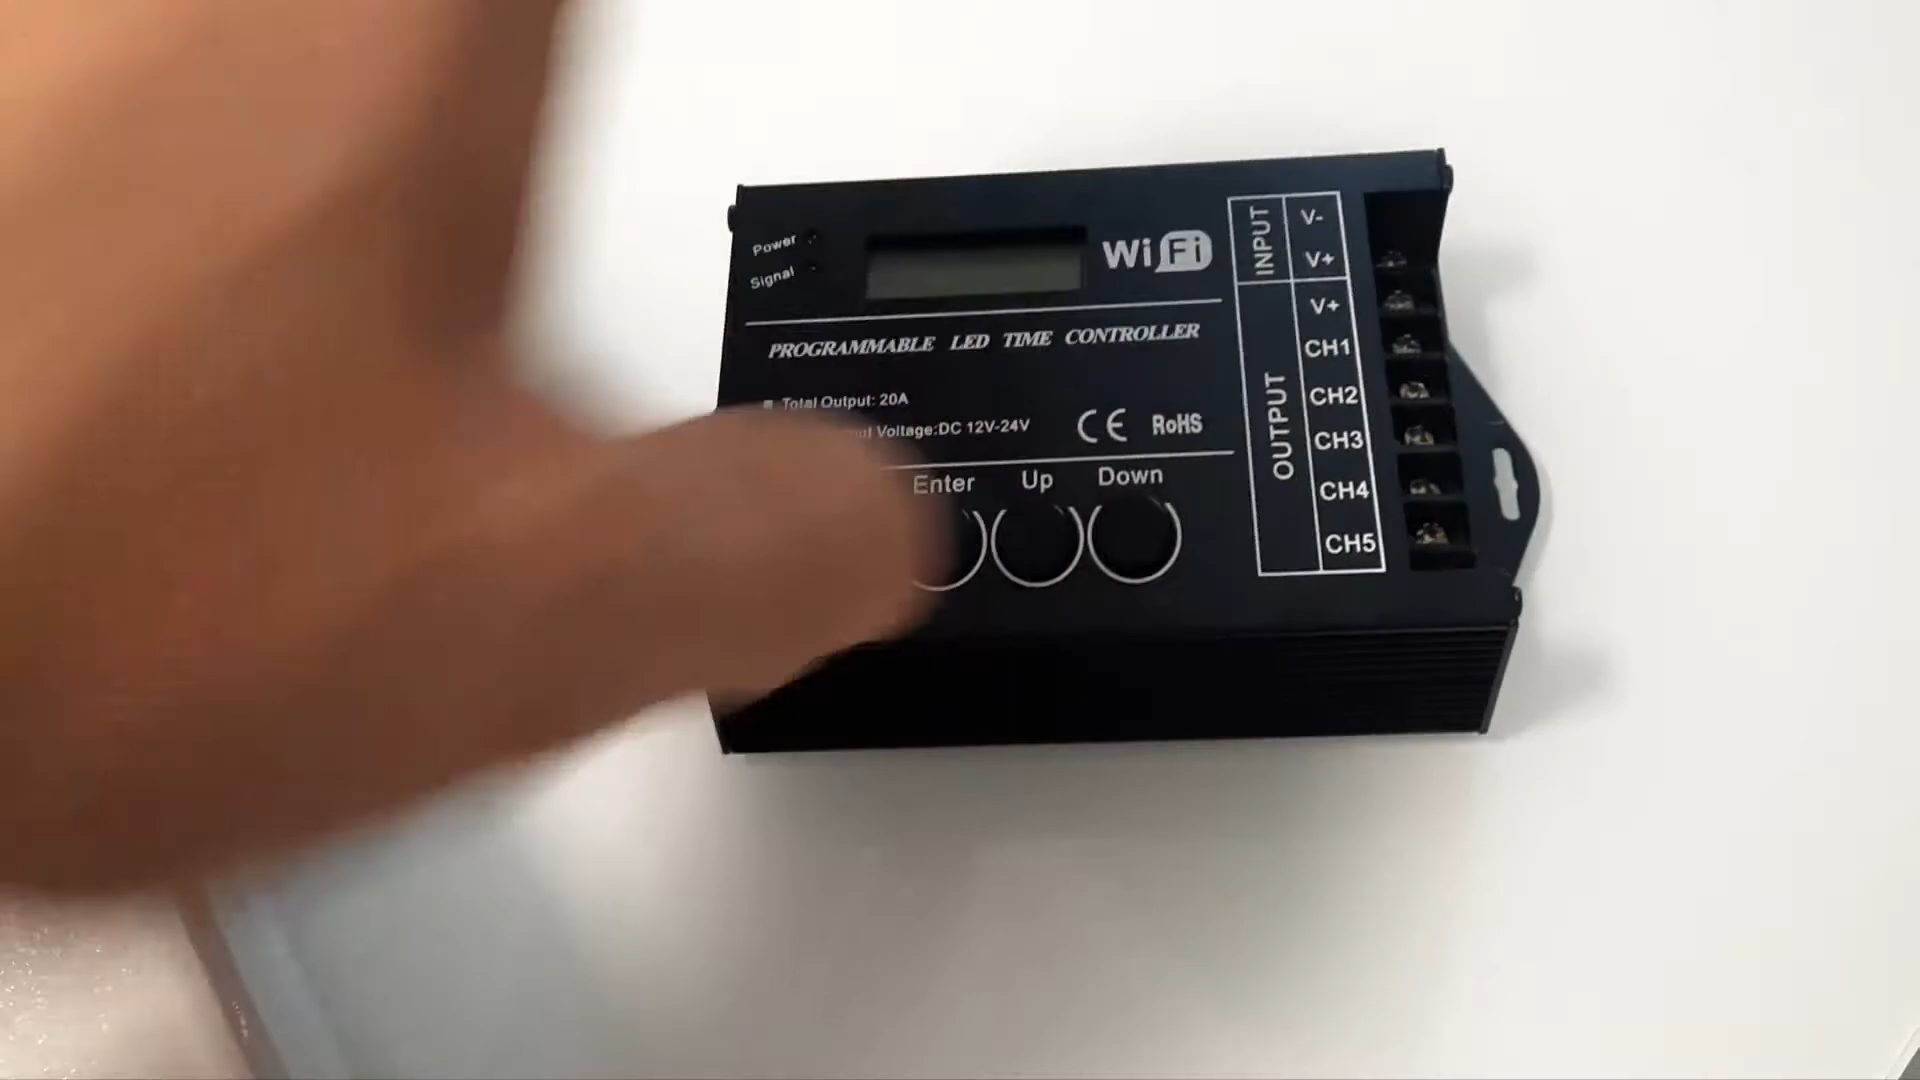 Power
Signal
WiFi
PROGRAMMABLE LED TIME CONTROLLER
Total Output: 20A
Voltage:DC 12V-24V
CE RoHS
Enter Up Down
INPUT
V-
V+
OUTPUT
V+
CH1
CH2
CH3
CH4
CH5